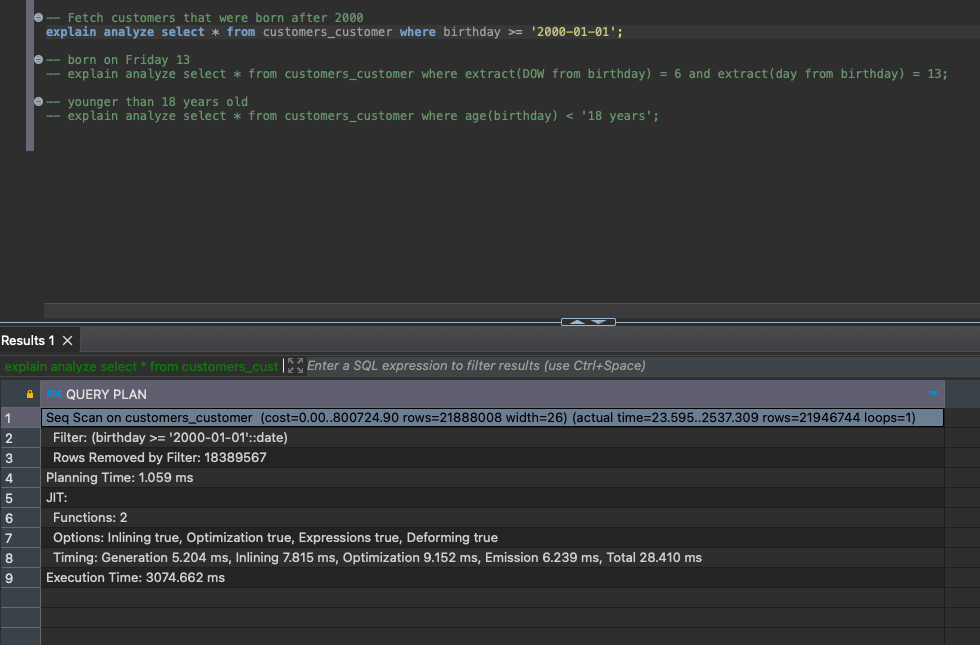 -- Fetch customers that were born after 2000
explain analyze select * from customers_customer where birthday >= '2000-01-01';
-- born on Friday 13
-- explain analyze select * from customers_customer where extract(DOW from birthday) = 6 and extract(day from birthday) = 13;
-- younger than 18 years old
-- explain analyze select * from customers_customer where age(birthday) < '18 years';
Results 1
explain analyze select * from customers_cust Enter a SQL expression to filter results (use Ctrl+Space)
ABC QUERY PLAN
1 Seq Scan on customers_customer (cost=0.00..800724.90 rows=21888008 width=26) (actual time=23.595..2537.309 rows=21946744 loops=1)
2 Filter: (birthday >= '2000-01-01'::date)
3 Rows Removed by Filter: 18389567
4 Planning Time: 1.059 ms
5 JIT:
6 Functions: 2
7 Options: Inlining true, Optimization true, Expressions true, Deforming true
8 Timing: Generation 5.204 ms, Inlining 7.815 ms, Optimization 9.152 ms, Emission 6.239 ms, Total 28.410 ms
9 Execution Time: 3074.662 ms